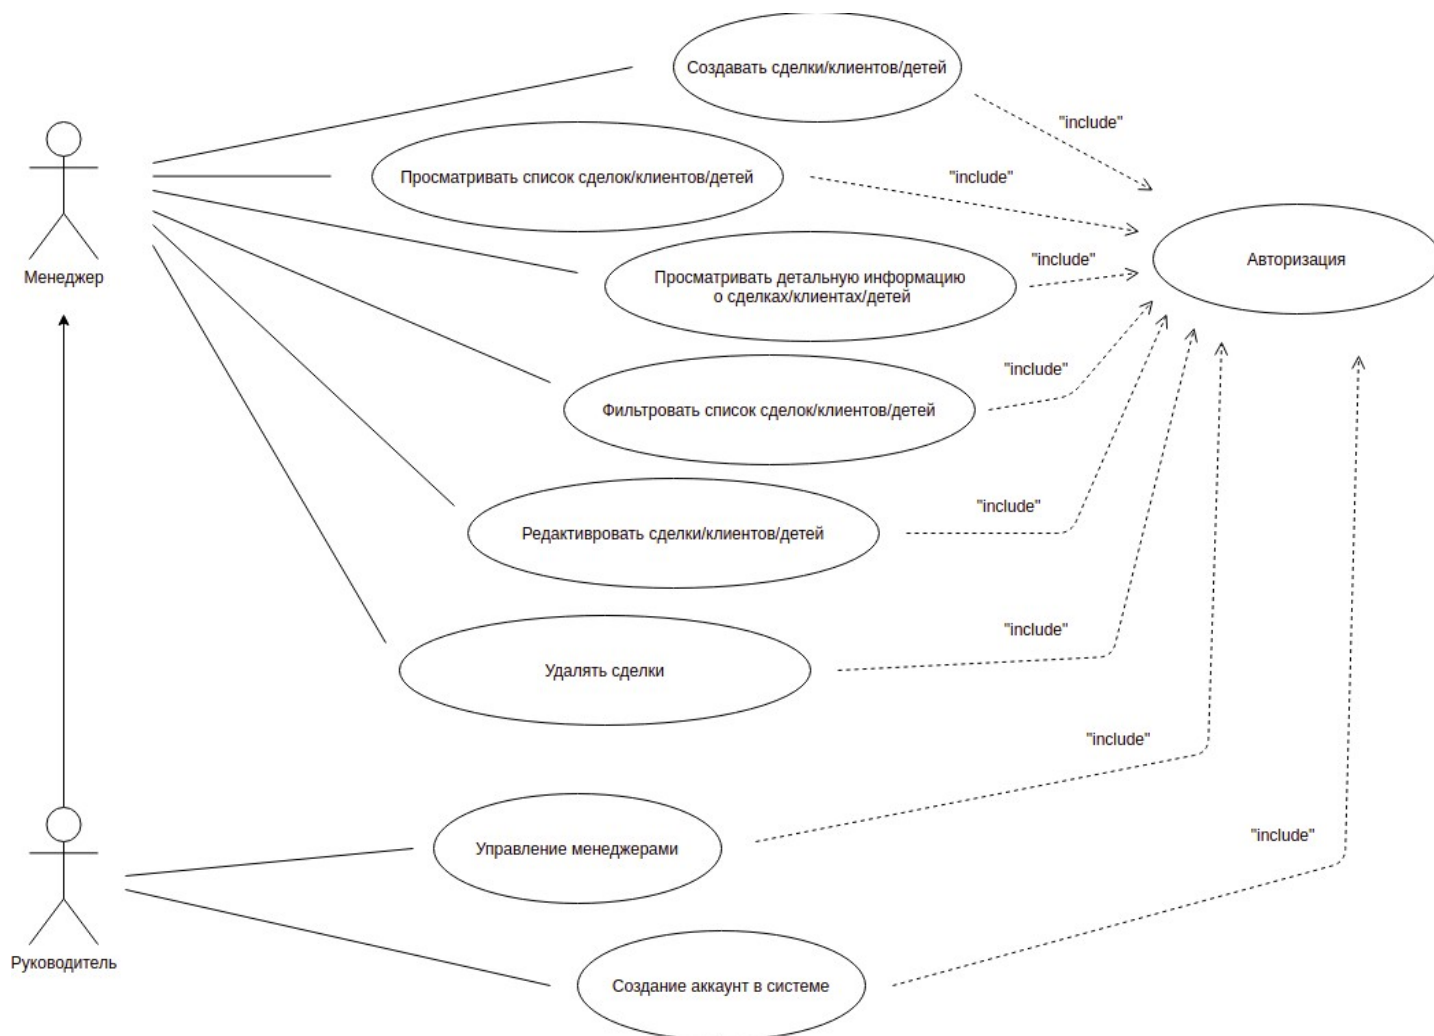 Создавать сделки/клиентов/детей
"include"
Просматривать список сделок/клиентов/детей
"include"
Менеджер
Просматривать детальную информацию
о сделках/клиентах/детей
"include"
Авторизация
Фильтровать список сделок/клиентов/детей
"include"
Редактивровать сделки/клиентов/детей
"include"
Удалять сделки
"include"
"include"
Управление менеджерами
"include"
Руководитель
Создание аккаунт в системе